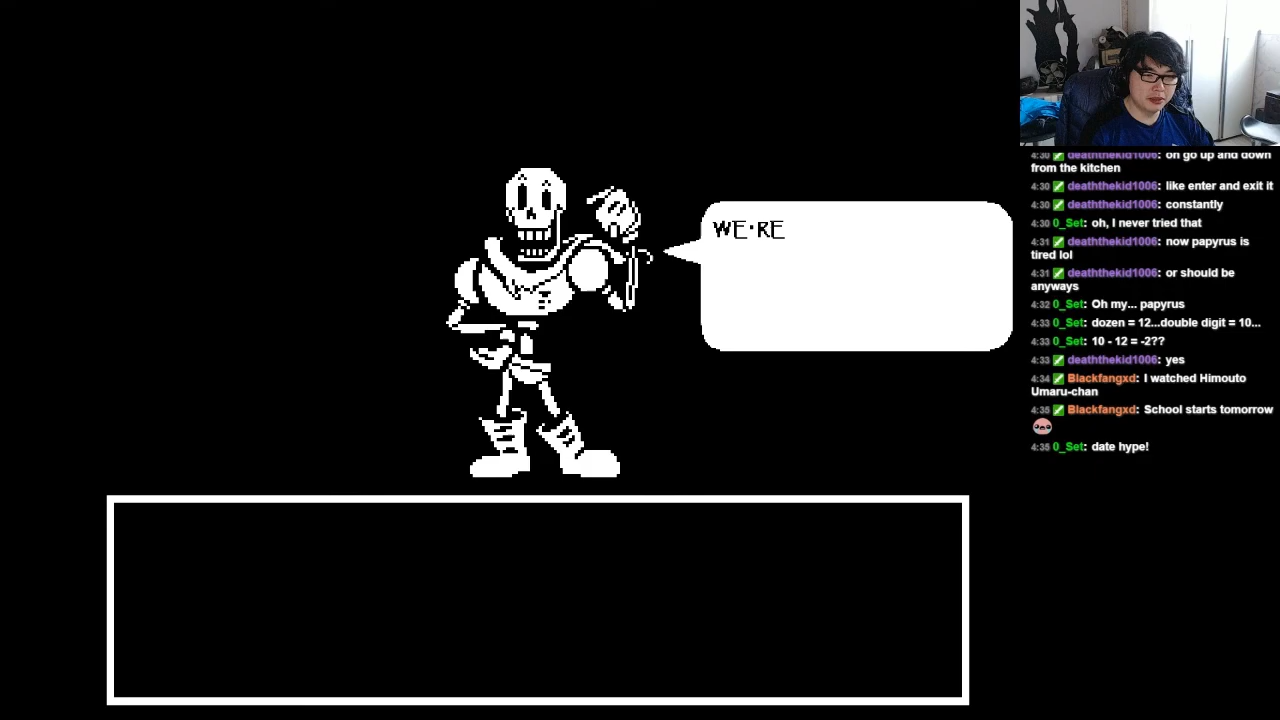 WE'RE
4:30 deaththekid1006: oh go up and down
from the kitchen
4:30 deaththekid1006: like enter and exit it
4:30 deaththekid1006: constantly
4:30 0_Set: oh, I never tried that
4:31 deaththekid1006: now papyrus is
tired lol
4:31 deaththekid1006: or should be
anyways
4:32 0_Set: Oh my... papyrus
4:33 0_Set: dozen = 12...double digit = 10...
4:33 0_Set: 10 - 12 = -2??
4:33 deaththekid1006: yes
4:34 Blackfangxd: I watched Himouto
Umaru-chan
4:35 Blackfangxd: School starts tomorrow
4:35 0_Set: date hype!